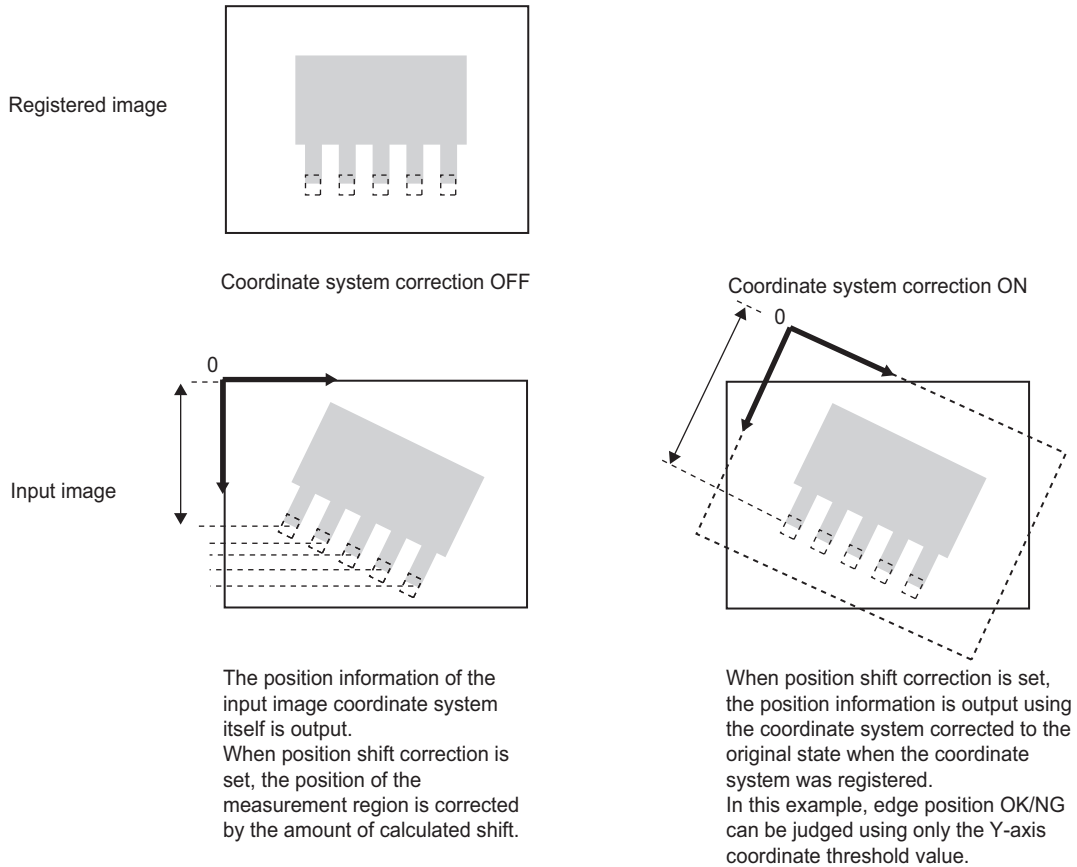 Registered image
Coordinate system correction OFF
Coordinate system correction ON
0
0
Input image
The position information of the
input image coordinate system
itself is output.
When position shift correction is
set, the position of the
measurement region is corrected
by the amount of calculated shift.
When position shift correction is set,
the position information is output using
the coordinate system corrected to the
original state when the coordinate
system was registered.
In this example, edge position OK/NG
can be judged using only the Y-axis
coordinate threshold value.